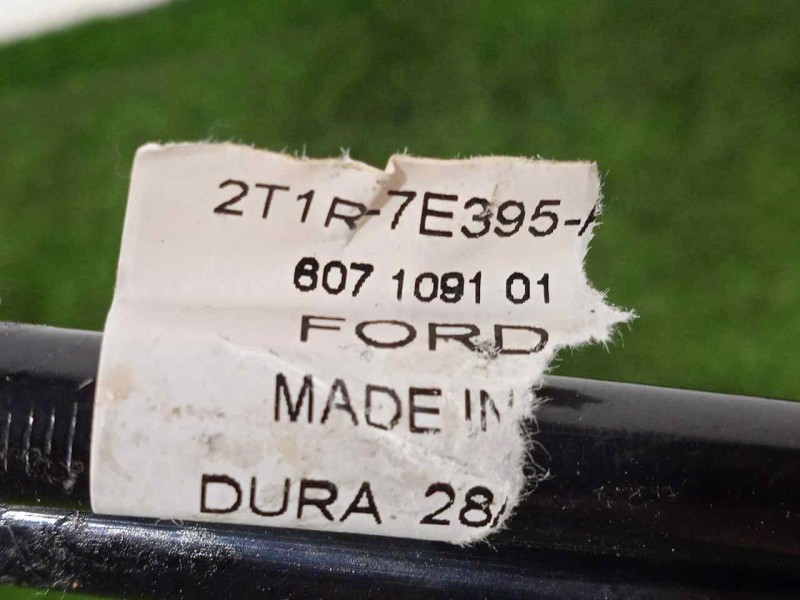 2T1R-7E395-
607 1091 01
FORD
MADE IN
DURA 28